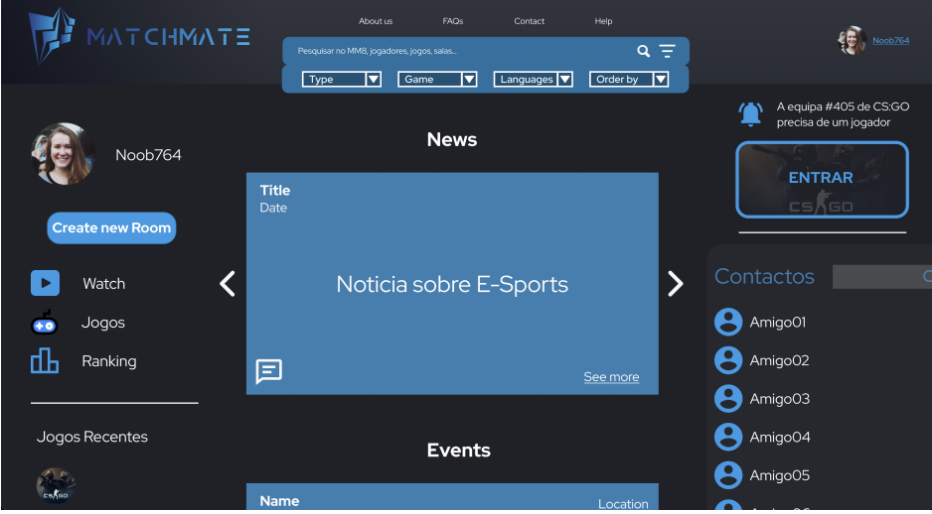 MATCHMATE
About us
FAQs
Contact
Help
Pesquisar no MM8, jogadores, jogos, salas...
Type
Game
Languages
Order by
Noob764
Noob764
Create new Room
Watch
Jogos
Ranking
Jogos Recentes
CS GO
News
Title
Date
Noticia sobre E-Sports
See more
Events
Name
Location
A equipa #405 de CS:GO
precisa de um jogador
ENTRAR
CS GO
Contactos
Amigo01
Amigo02
Amigo03
Amigo04
Amigo05